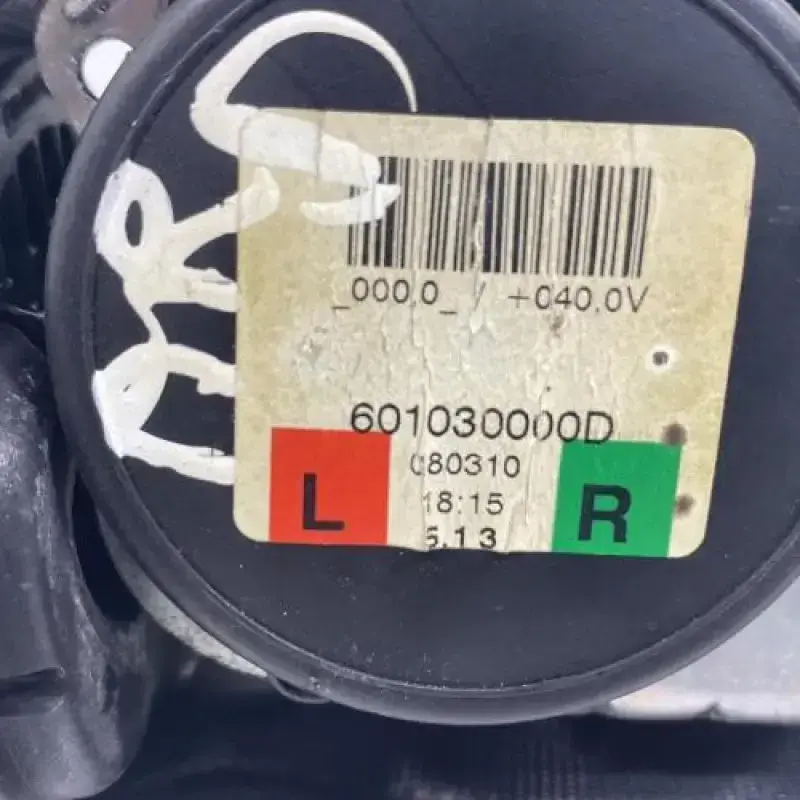 _000.0_ / +040.0V
601030000D
080310
L
18:15
R
5.13